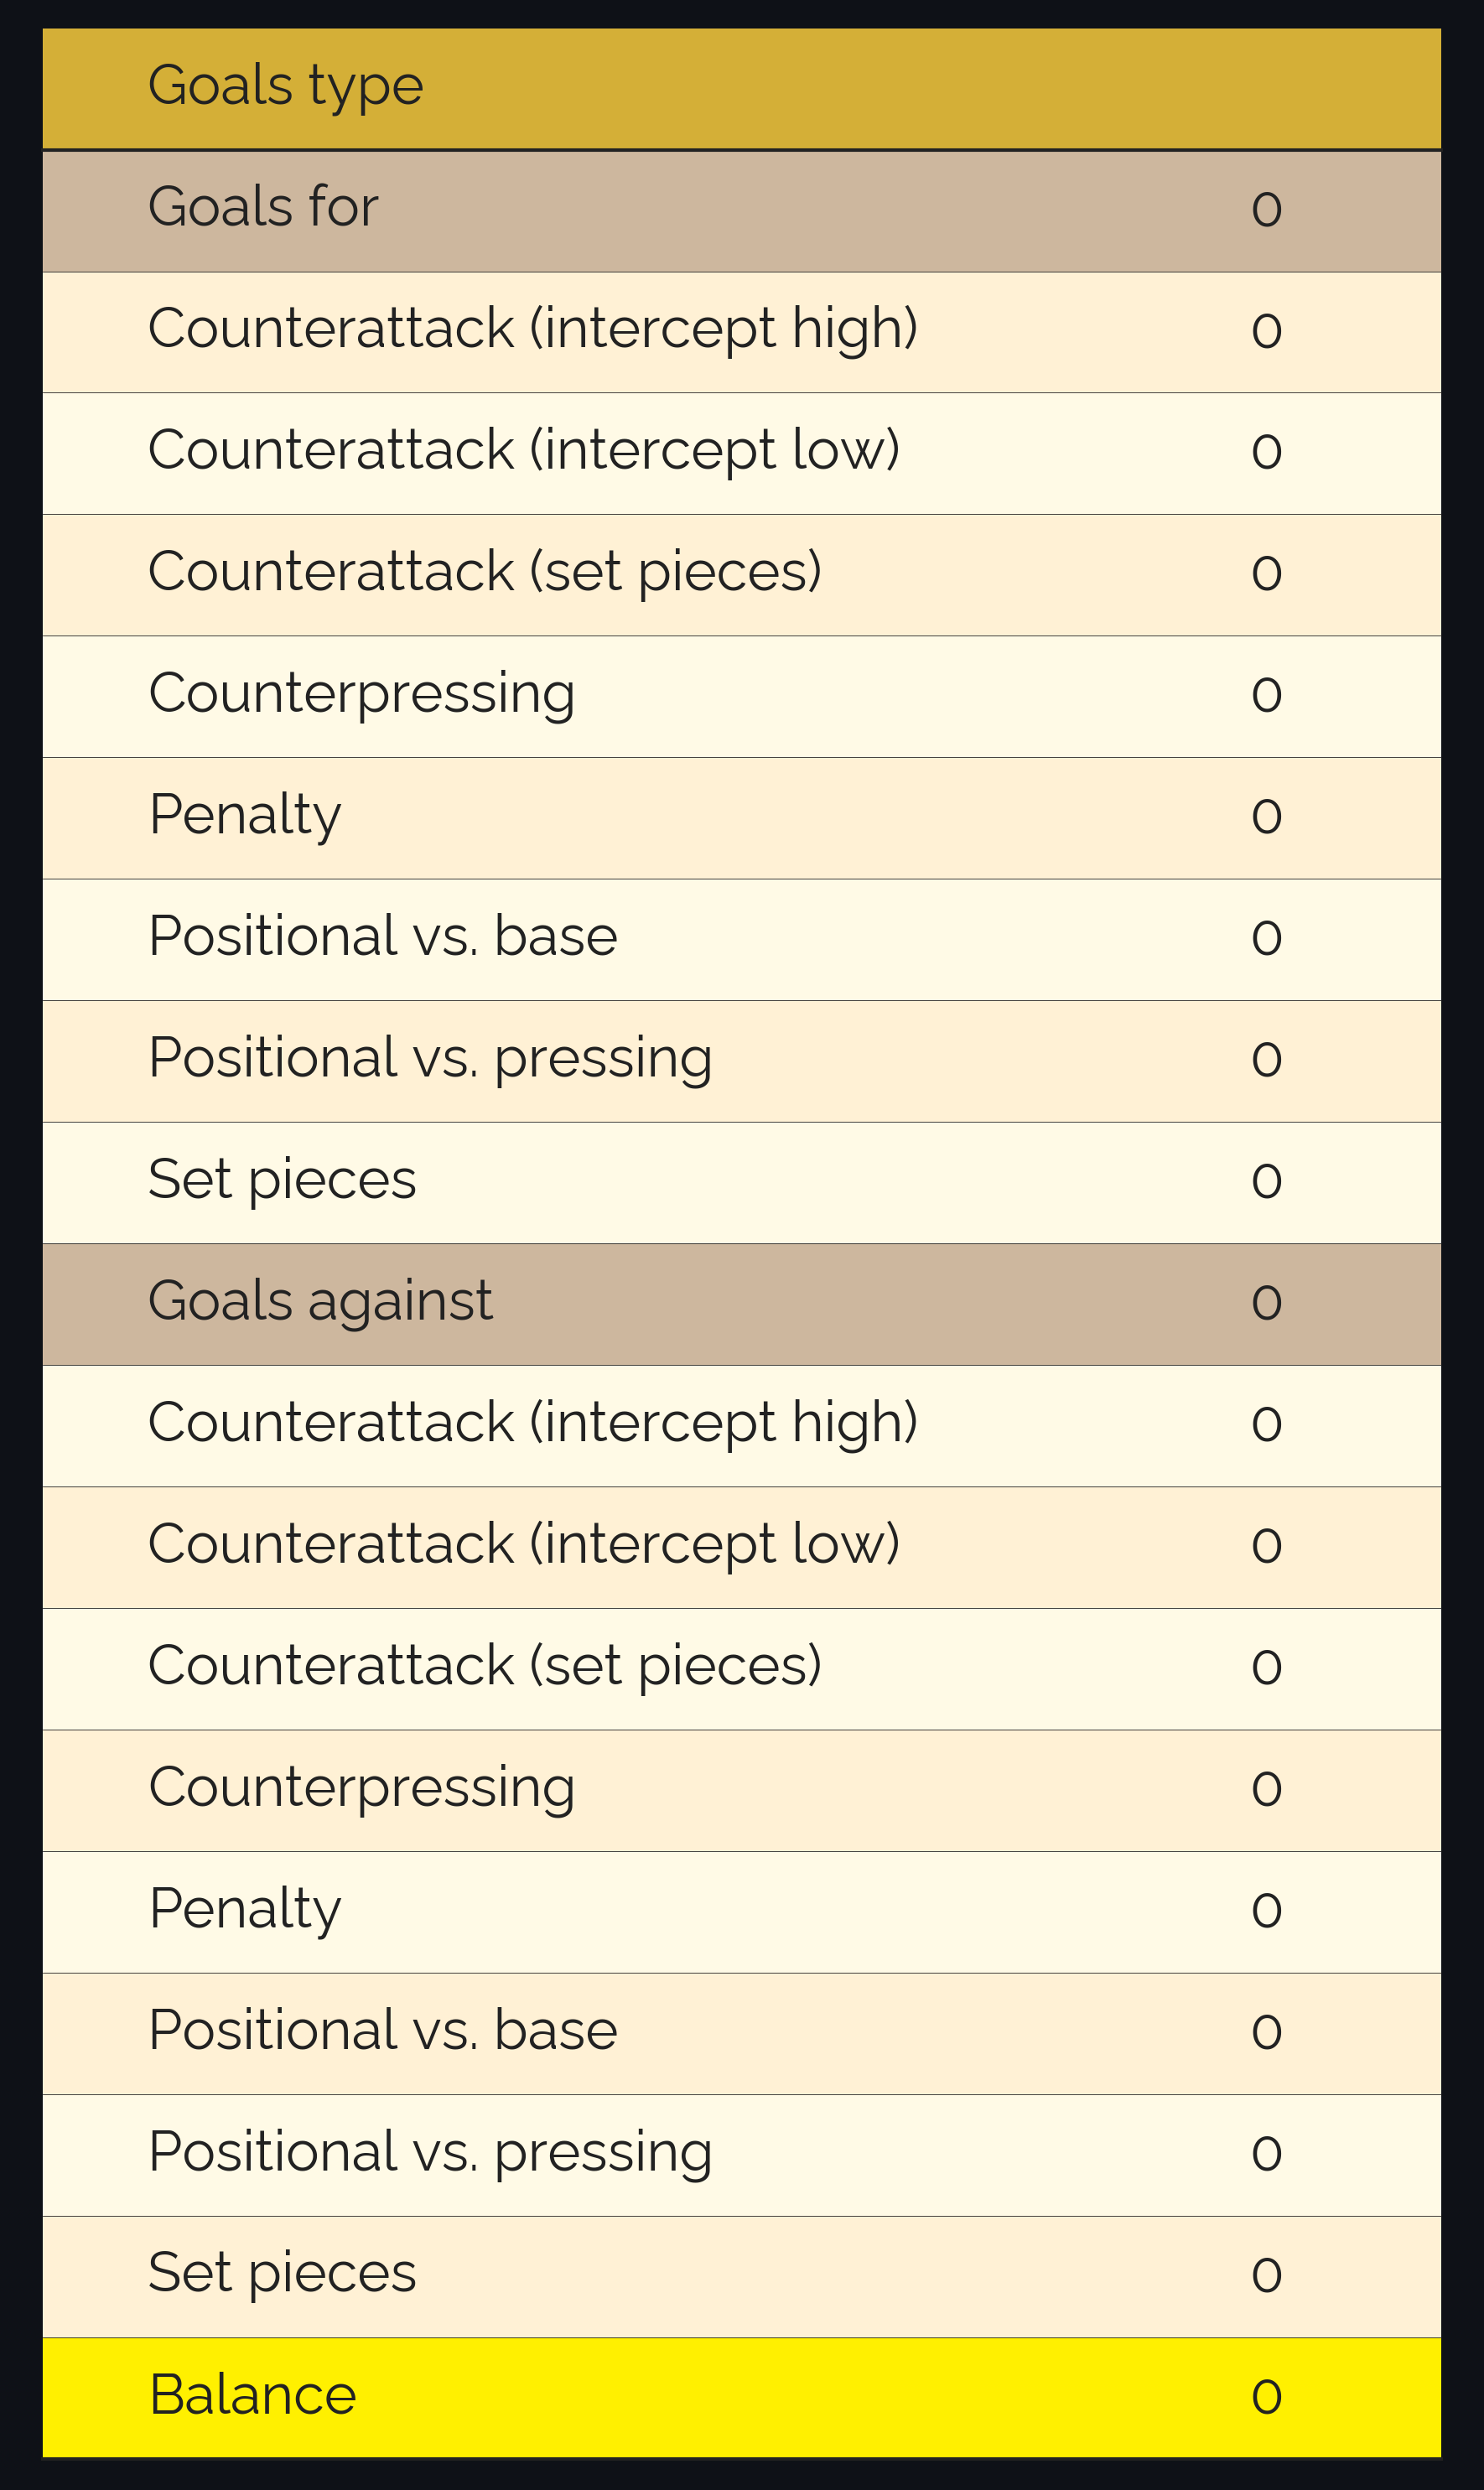 Goals type
Goals for 0
Counterattack (intercept high) 0
Counterattack (intercept low) 0
Counterattack (set pieces) 0
Counterpressing 0
Penalty 0
Positional vs. base 0
Positional vs. pressing 0
Set pieces 0
Goals against 0
Counterattack (intercept high) 0
Counterattack (intercept low) 0
Counterattack (set pieces) 0
Counterpressing 0
Penalty 0
Positional vs. base 0
Positional vs. pressing 0
Set pieces 0
Balance 0